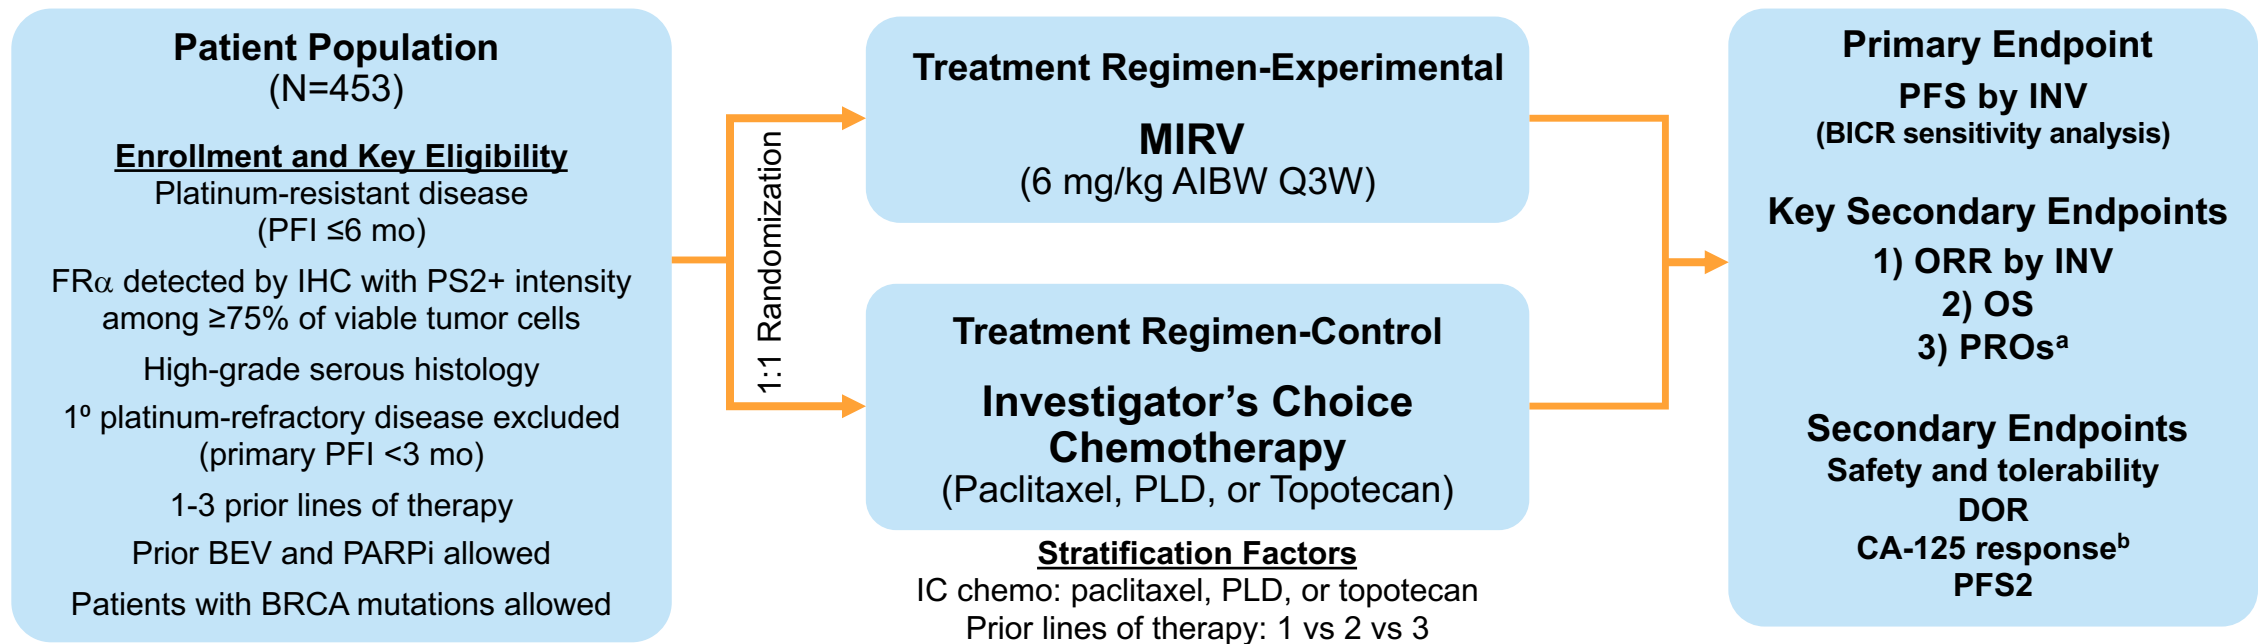 Patient Population
(N=453)
Enrollment and Key Eligibility
Platinum-resistant disease
(PFI ≤6 mo)
FRα detected by IHC with PS2+ intensity
among ≥75% of viable tumor cells
High-grade serous histology
1º platinum-refractory disease excluded
(primary PFI <3 mo)
1-3 prior lines of therapy
Prior BEV and PARPi allowed
Patients with BRCA mutations allowed
1:1 Randomization
Treatment Regimen-Experimental
MIRV
(6 mg/kg AIBW Q3W)
Treatment Regimen-Control
Investigator’s Choice
Chemotherapy
(Paclitaxel, PLD, or Topotecan)
Stratification Factors
IC chemo: paclitaxel, PLD, or topotecan
Prior lines of therapy: 1 vs 2 vs 3
Primary Endpoint
PFS by INV
(BICR sensitivity analysis)
Key Secondary Endpoints
1) ORR by INV
2) OS
3) PROsᵃ
Secondary Endpoints
Safety and tolerability
DOR
CA-125 responseᵇ
PFS2